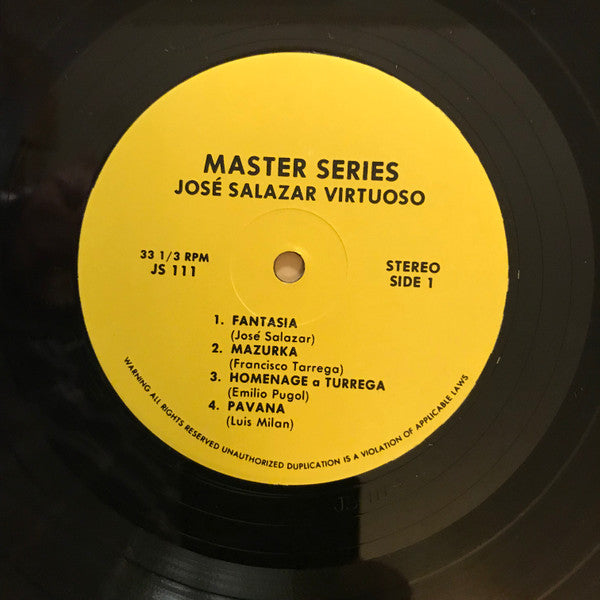 MASTER SERIES
JOSÉ SALAZAR VIRTUOSO
33 1/3 RPM
JS 111
STEREO
SIDE 1
1. FANTASIA
(José Salazar)
2. MAZURKA
(Francisco Tarrega)
3. HOMENAGE a TURREGA
(Emilio Pugol)
4. PAVANA
(Luis Milan)
WARNING ALL RIGHTS RESERVED UNAUTHORIZED DUPLICATION IS A VIOLATION OF APPLICABLE LAWS